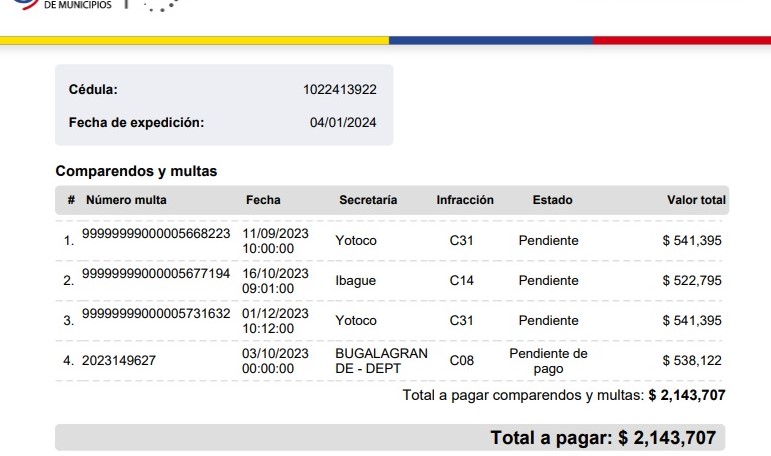 DE MUNICIPIOS
Cédula: 1022413922
Fecha de expedición: 04/01/2024
Comparendos y multas
# Número multa Fecha Secretaría Infracción Estado Valor total
1. 99999999000005668223 11/09/2023 10:00:00 Yotoco C31 Pendiente $ 541,395
2. 99999999000005677194 16/10/2023 09:01:00 Ibague C14 Pendiente $ 522,795
3. 99999999000005731632 01/12/2023 10:12:00 Yotoco C31 Pendiente $ 541,395
4. 2023149627 03/10/2023 00:00:00 BUGALAGRAN DE - DEPT C08 Pendiente de pago $ 538,122
Total a pagar comparendos y multas: $ 2,143,707
Total a pagar: $ 2,143,707